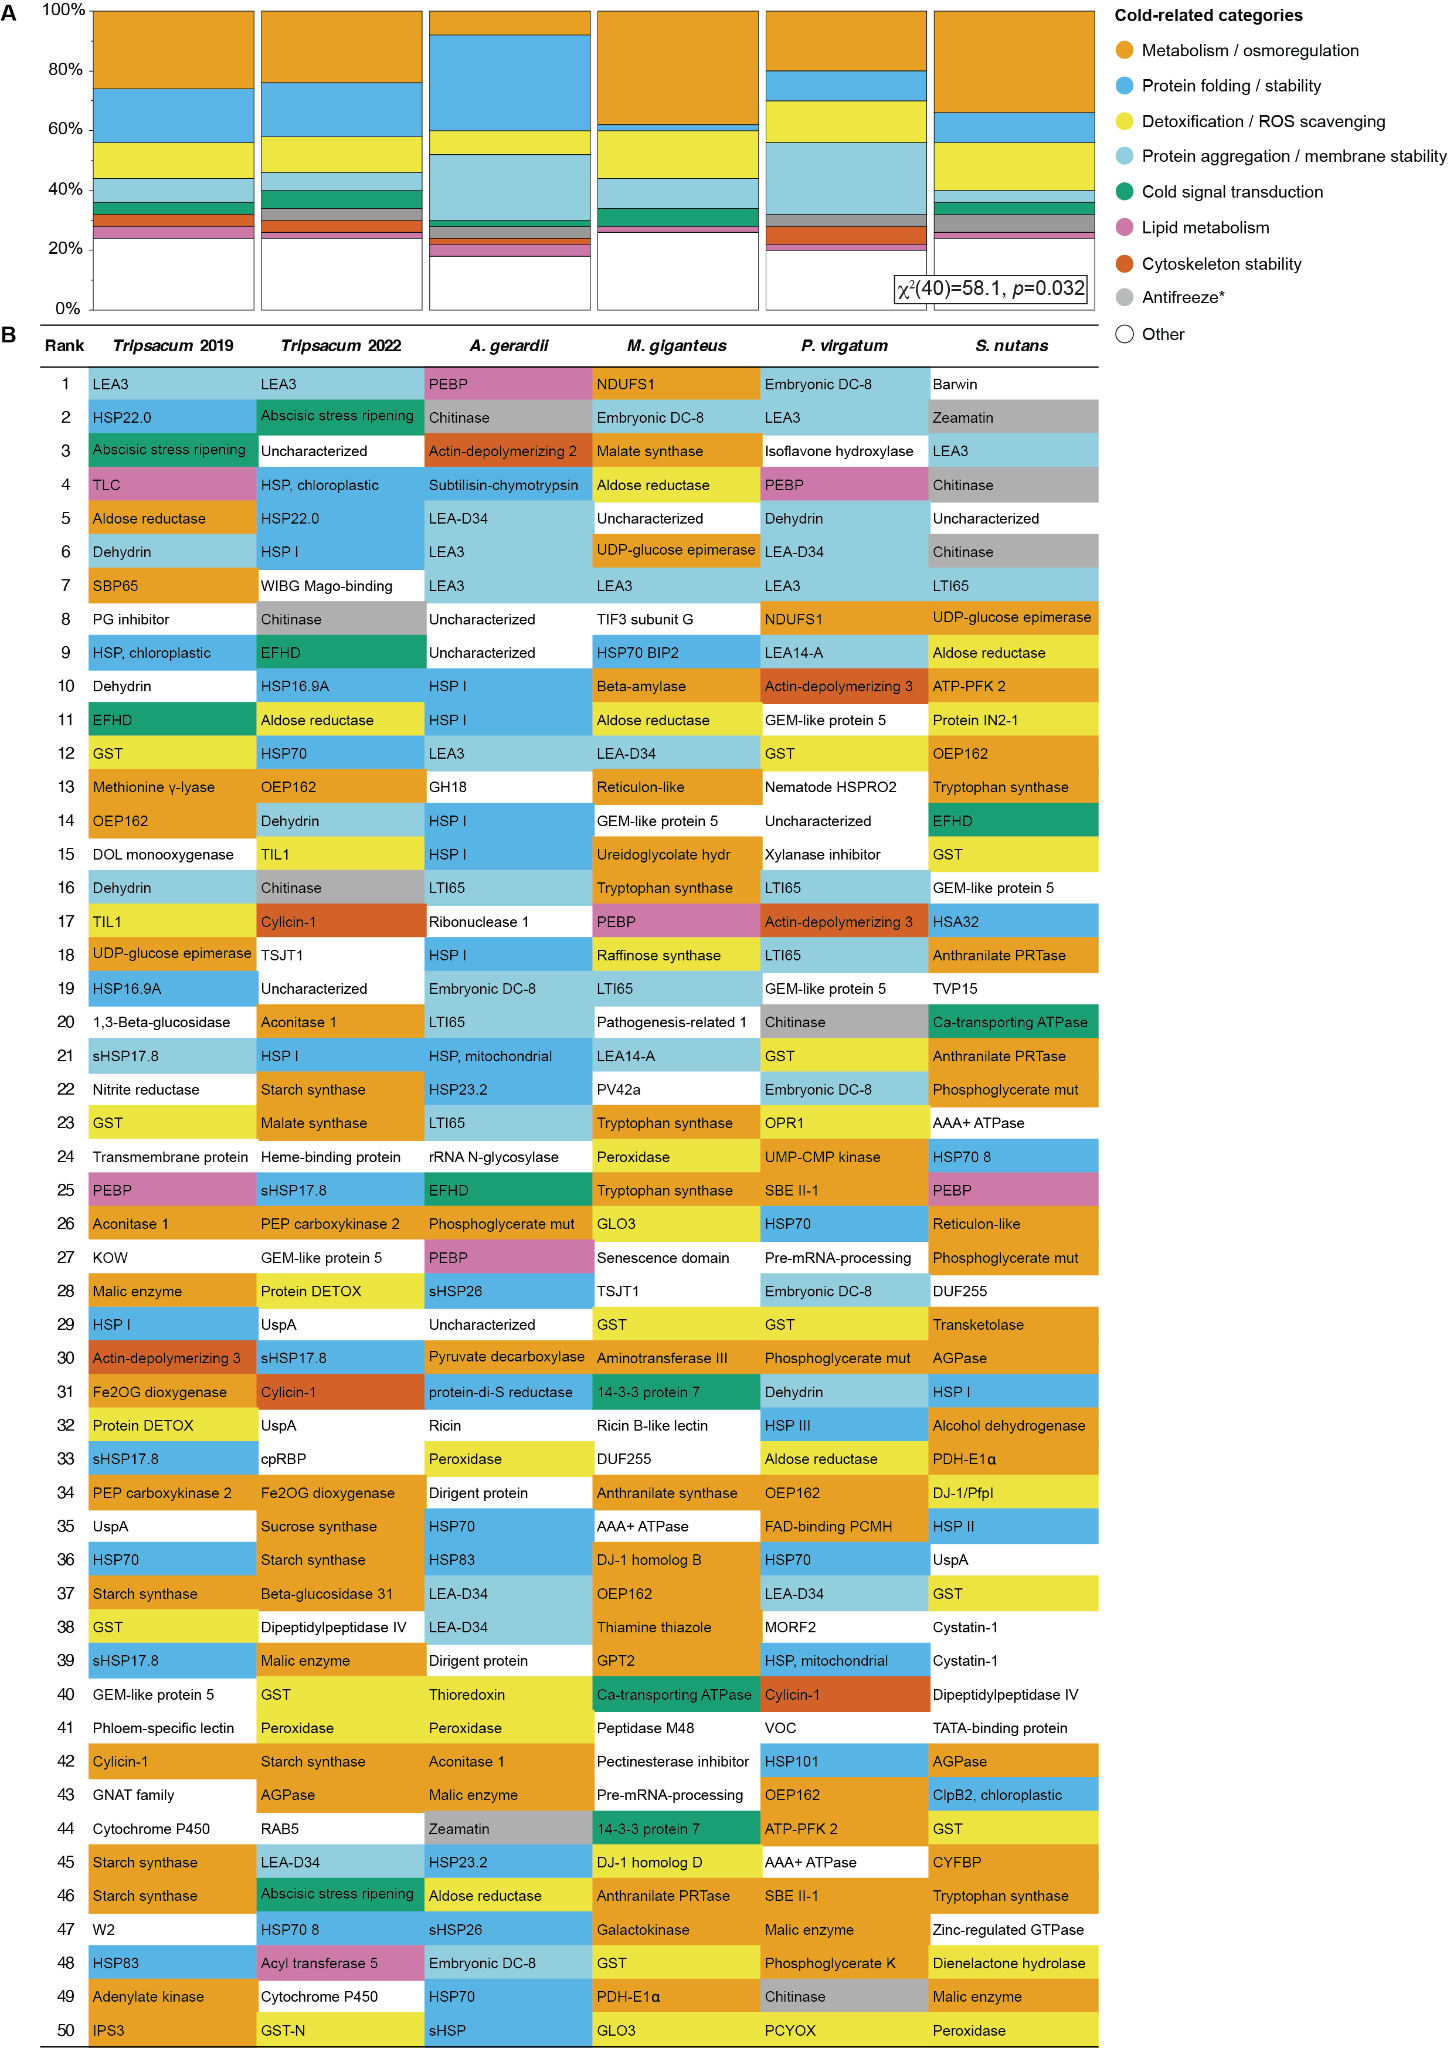 A
100%
80%
60%
40%
20%
0%
χ²(40)=58.1, p=0.032
Cold-related categories
Metabolism / osmoregulation
Protein folding / stability
Detoxification / ROS scavenging
Protein aggregation / membrane stability
Cold signal transduction
Lipid metabolism
Cytoskeleton stability
Antifreeze*
Other
B
Rank Tripsacum 2019 Tripsacum 2022 A. gerardii M. giganteus P. virgatum S. nutans
1 LEA3 LEA3 PEBP NDUFS1 Embryonic DC-8 Barwin
2 HSP22.0 Abscisic stress ripening Chitinase Embryonic DC-8 LEA3 Zeamatin
3 Abscisic stress ripening Uncharacterized Actin-depolymerizing 2 Malate synthase Isoflavone hydroxylase LEA3
4 TLC HSP, chloroplastic Subtilisin-chymotrypsin Aldose reductase PEBP Chitinase
5 Aldose reductase HSP22.0 LEA-D34 Uncharacterized Dehydrin Uncharacterized
6 Dehydrin HSP I LEA3 UDP-glucose epimerase LEA-D34 Chitinase
7 SBP65 WIBG Mago-binding LEA3 LEA3 LEA3 LTI65
8 PG inhibitor Chitinase Uncharacterized TIF3 subunit G NDUFS1 UDP-glucose epimerase
9 HSP, chloroplastic EFHD Uncharacterized HSP70 BIP2 LEA14-A Aldose reductase
10 Dehydrin HSP16.9A HSP I Beta-amylase Actin-depolymerizing 3 ATP-PFK 2
11 EFHD Aldose reductase HSP I Aldose reductase GEM-like protein 5 Protein IN2-1
12 GST HSP70 LEA3 LEA-D34 GST OEP162
13 Methionine γ-lyase OEP162 GH18 Reticulon-like Nematode HSPRO2 Tryptophan synthase
14 OEP162 Dehydrin HSP I GEM-like protein 5 Uncharacterized EFHD
15 DOL monooxygenase TIL1 HSP I Ureidoglycolate hydr Xylanase inhibitor GST
16 Dehydrin Chitinase LTI65 Tryptophan synthase LTI65 GEM-like protein 5
17 TIL1 Cylicin-1 Ribonuclease 1 PEBP Actin-depolymerizing 3 HSA32
18 UDP-glucose epimerase TSJT1 HSP I Raffinose synthase LTI65 Anthranilate PRTase
19 HSP16.9A Uncharacterized Embryonic DC-8 LTI65 GEM-like protein 5 TVP15
20 1,3-Beta-glucosidase Aconitase 1 LTI65 Pathogenesis-related 1 Chitinase Ca-transporting ATPase
21 sHSP17.8 HSP I HSP, mitochondrial LEA14-A GST Anthranilate PRTase
22 Nitrite reductase Starch synthase HSP23.2 PV42a Embryonic DC-8 Phosphoglycerate mut
23 GST Malate synthase LTI65 Tryptophan synthase OPR1 AAA+ ATPase
24 Transmembrane protein Heme-binding protein rRNA N-glycosylase Peroxidase UMP-CMP kinase HSP70 8
25 PEBP sHSP17.8 EFHD Tryptophan synthase SBE II-1 PEBP
26 Aconitase 1 PEP carboxykinase 2 Phosphoglycerate mut GLO3 HSP70 Reticulon-like
27 KOW GEM-like protein 5 PEBP Senescence domain Pre-mRNA-processing Phosphoglycerate mut
28 Malic enzyme Protein DETOX sHSP26 TSJT1 Embryonic DC-8 DUF255
29 HSP I UspA Uncharacterized GST GST Transketolase
30 Actin-depolymerizing 3 sHSP17.8 Pyruvate decarboxylase Aminotransferase III Phosphoglycerate mut AGPase
31 Fe2OG dioxygenase Cylicin-1 protein-di-S reductase 14-3-3 protein 7 Dehydrin HSP I
32 Protein DETOX UspA Ricin Ricin B-like lectin HSP III Alcohol dehydrogenase
33 sHSP17.8 cpRBP Peroxidase DUF255 Aldose reductase PDH-E1α
34 PEP carboxykinase 2 Fe2OG dioxygenase Dirigent protein Anthranilate synthase OEP162 DJ-1/PfpI
35 UspA Sucrose synthase HSP70 AAA+ ATPase FAD-binding PCMH HSP II
36 HSP70 Starch synthase HSP83 DJ-1 homolog B HSP70 UspA
37 Starch synthase Beta-glucosidase 31 LEA-D34 OEP162 LEA-D34 GST
38 GST Dipeptidylpeptidase IV LEA-D34 Thiamine thiazole MORF2 Cystatin-1
39 sHSP17.8 Malic enzyme Dirigent protein GPT2 HSP, mitochondrial Cystatin-1
40 GEM-like protein 5 GST Thioredoxin Ca-transporting ATPase Cylicin-1 Dipeptidylpeptidase IV
41 Phloem-specific lectin Peroxidase Peroxidase Peptidase M48 VOC TATA-binding protein
42 Cylicin-1 Starch synthase Aconitase 1 Pectinesterase inhibitor HSP101 AGPase
43 GNAT family AGPase Malic enzyme Pre-mRNA-processing OEP162 ClpB2, chloroplastic
44 Cytochrome P450 RAB5 Zeamatin 14-3-3 protein 7 ATP-PFK 2 GST
45 Starch synthase LEA-D34 HSP23.2 DJ-1 homolog D AAA+ ATPase CYFBP
46 Starch synthase Abscisic stress ripening Aldose reductase Anthranilate PRTase SBE II-1 Tryptophan synthase
47 W2 HSP70 8 sHSP26 Galactokinase Malic enzyme Zinc-regulated GTPase
48 HSP83 Acyl transferase 5 Embryonic DC-8 GST Phosphoglycerate K Dienelactone hydrolase
49 Adenylate kinase Cytochrome P450 HSP70 PDH-E1α Chitinase Malic enzyme
50 IPS3 GST-N sHSP GLO3 PCYOX Peroxidase